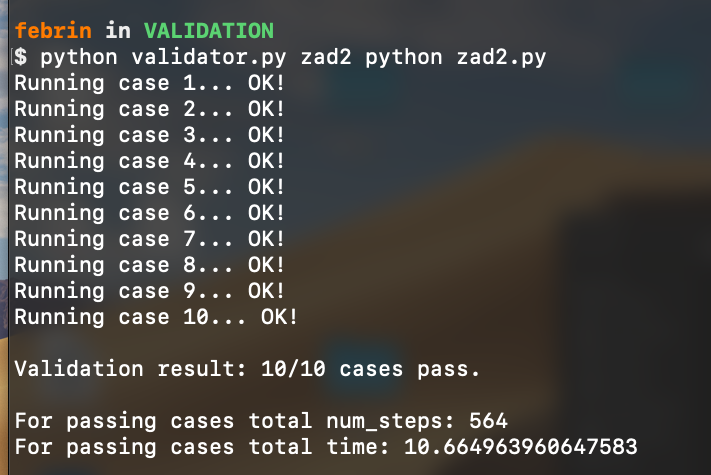 febrin in VALIDATION
$ python validator.py zad2 python zad2.py
Running case 1... OK!
Running case 2... OK!
Running case 3... OK!
Running case 4... OK!
Running case 5... OK!
Running case 6... OK!
Running case 7... OK!
Running case 8... OK!
Running case 9... OK!
Running case 10... OK!
Validation result: 10/10 cases pass.
For passing cases total num_steps: 564
For passing cases total time: 10.664963960647583